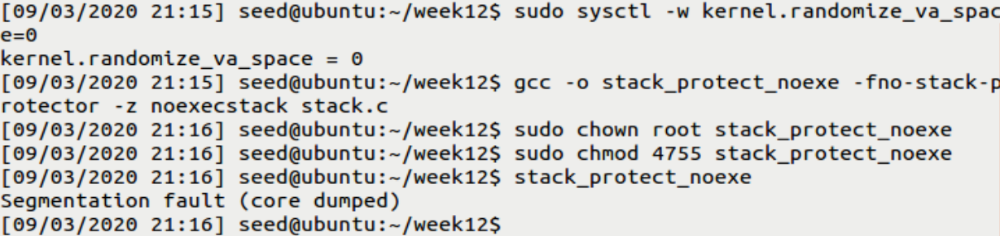 [09/03/2020 21:15] seed@ubuntu:~/week12$ sudo sysctl -w kernel.randomize_va_spac
e=0
kernel.randomize_va_space = 0
[09/03/2020 21:15] seed@ubuntu:~/week12$ gcc -o stack_protect_noexe -fno-stack-p
rotector -z noexecstack stack.c
[09/03/2020 21:16] seed@ubuntu:~/week12$ sudo chown root stack_protect_noexe
[09/03/2020 21:16] seed@ubuntu:~/week12$ sudo chmod 4755 stack_protect_noexe
[09/03/2020 21:16] seed@ubuntu:~/week12$ stack_protect_noexe
Segmentation fault (core dumped)
[09/03/2020 21:16] seed@ubuntu:~/week12$